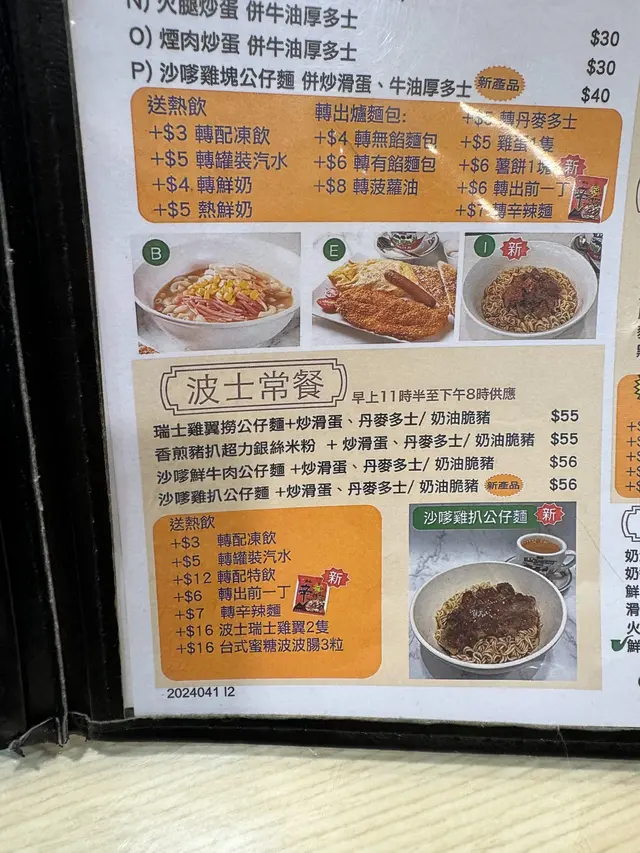 N) 火腿炒蛋 併牛油厚多士
O) 煙肉炒蛋 併牛油厚多士
$30
P) 沙嗲雞塊公仔麵 併炒滑蛋、牛油厚多士 新產品
$30
$40
送熱飲
+$3 轉配凍飲
+$5 轉罐裝汽水
+$4 轉鮮奶
+$5 熱鮮奶
轉出爐麵包:
+$4 轉無餡麵包
+$6 轉有餡麵包
+$8 轉菠蘿油
轉丹麥多士
+$5 雞蛋1隻
+$6 薯餅1塊
新
+$6 轉出前一丁
+$7 轉辛辣麵
B
E
I 新
波士常餐 早上11時半至下午8時供應
瑞士雞翼撈公仔麵+炒滑蛋、丹麥多士/ 奶油脆豬 $55
香煎豬扒超力銀絲米粉 +炒滑蛋、丹麥多士/ 奶油脆豬 $55
沙嗲鮮牛肉公仔麵 +炒滑蛋、丹麥多士/ 奶油脆豬 $56
沙嗲雞扒公仔麵 +炒滑蛋、丹麥多士/ 奶油脆豬 新產品 $56
送熱飲
+$3 轉配凍飲
+$5 轉罐裝汽水
+$12 轉配特飲
+$6 轉出前一丁
新
+$7 轉辛辣麵
+$16 波士瑞士雞翼2隻
+$16 台式蜜糖波波腸3粒
沙嗲雞扒公仔麵 新
2024041 12